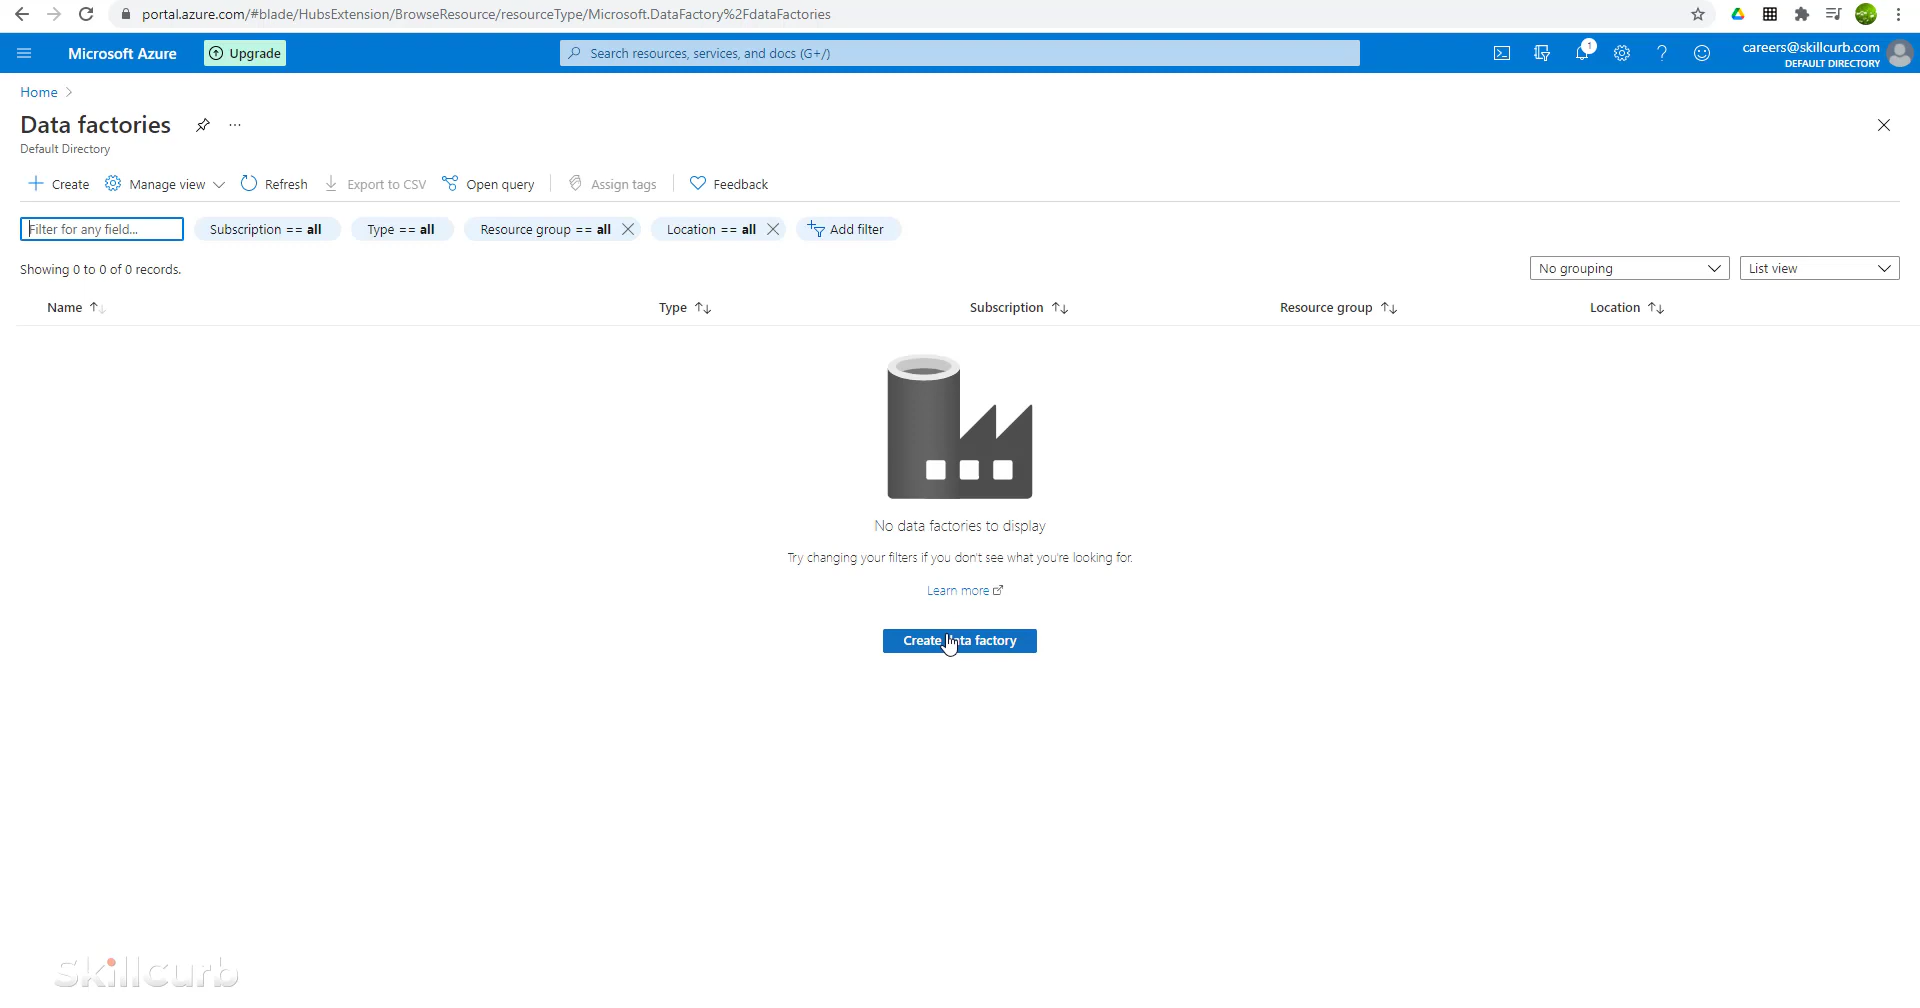 portal.azure.com/#blade/HubsExtension/BrowseResource/resourceType/Microsoft.DataFactory%2FdataFactories
Microsoft Azure
Upgrade
Search resources, services, and docs (G+/)
1
careers@skillcurb.com
DEFAULT DIRECTORY
Home >
Data factories
...
Default Directory
Create
Manage view
Refresh
Export to CSV
Open query
Assign tags
Feedback
Filter for any field...
Subscription == all
Type == all
Resource group == all
Location == all
Add filter
Showing 0 to 0 of 0 records.
No grouping
List view
Name
Type
Subscription
Resource group
Location
No data factories to display
Try changing your filters if you don't see what you're looking for.
Learn more
Create data factory
Skillcurb